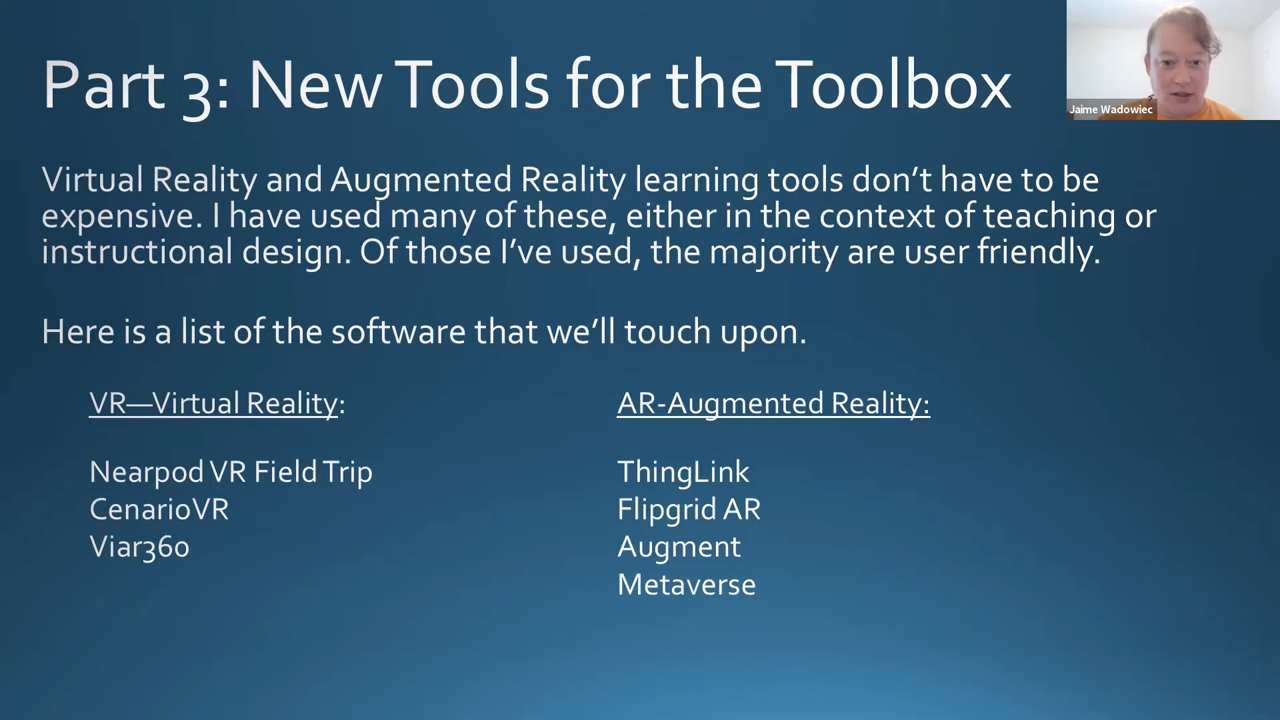 Part 3: New Tools for the Toolbox
Jaime Wadowiec
Virtual Reality and Augmented Reality learning tools don’t have to be
expensive. I have used many of these, either in the context of teaching or
instructional design. Of those I’ve used, the majority are user friendly.
Here is a list of the software that we’ll touch upon.
VR—Virtual Reality:
Nearpod VR Field Trip
CenarioVR
Viar360
AR-Augmented Reality:
ThingLink
Flipgrid AR
Augment
Metaverse